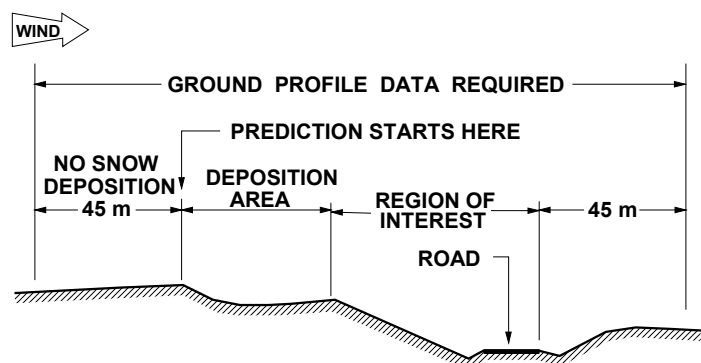 WIND
GROUND PROFILE DATA REQUIRED
PREDICTION STARTS HERE
NO SNOW
DEPOSITION
45 m
DEPOSITION
AREA
REGION OF
INTEREST
45 m
ROAD